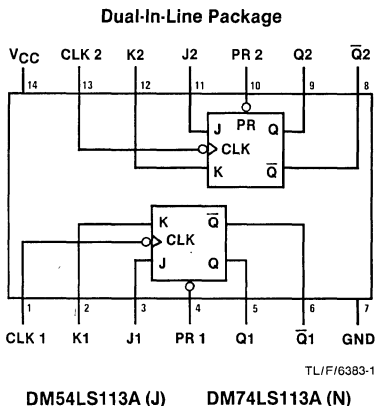 Dual-In-Line Package
VCC CLK 2 K2 J2 PR 2 Q2 Q̅2
14 13 12 11 10 9 8
J PR Q
CLK
K Q̅
K Q̅
CLK
J Q
1 2 3 4 5 6 7
CLK 1 K1 J1 PR 1 Q1 Q̅1 GND
TL/F/6383-1
DM54LS113A (J) DM74LS113A (N)